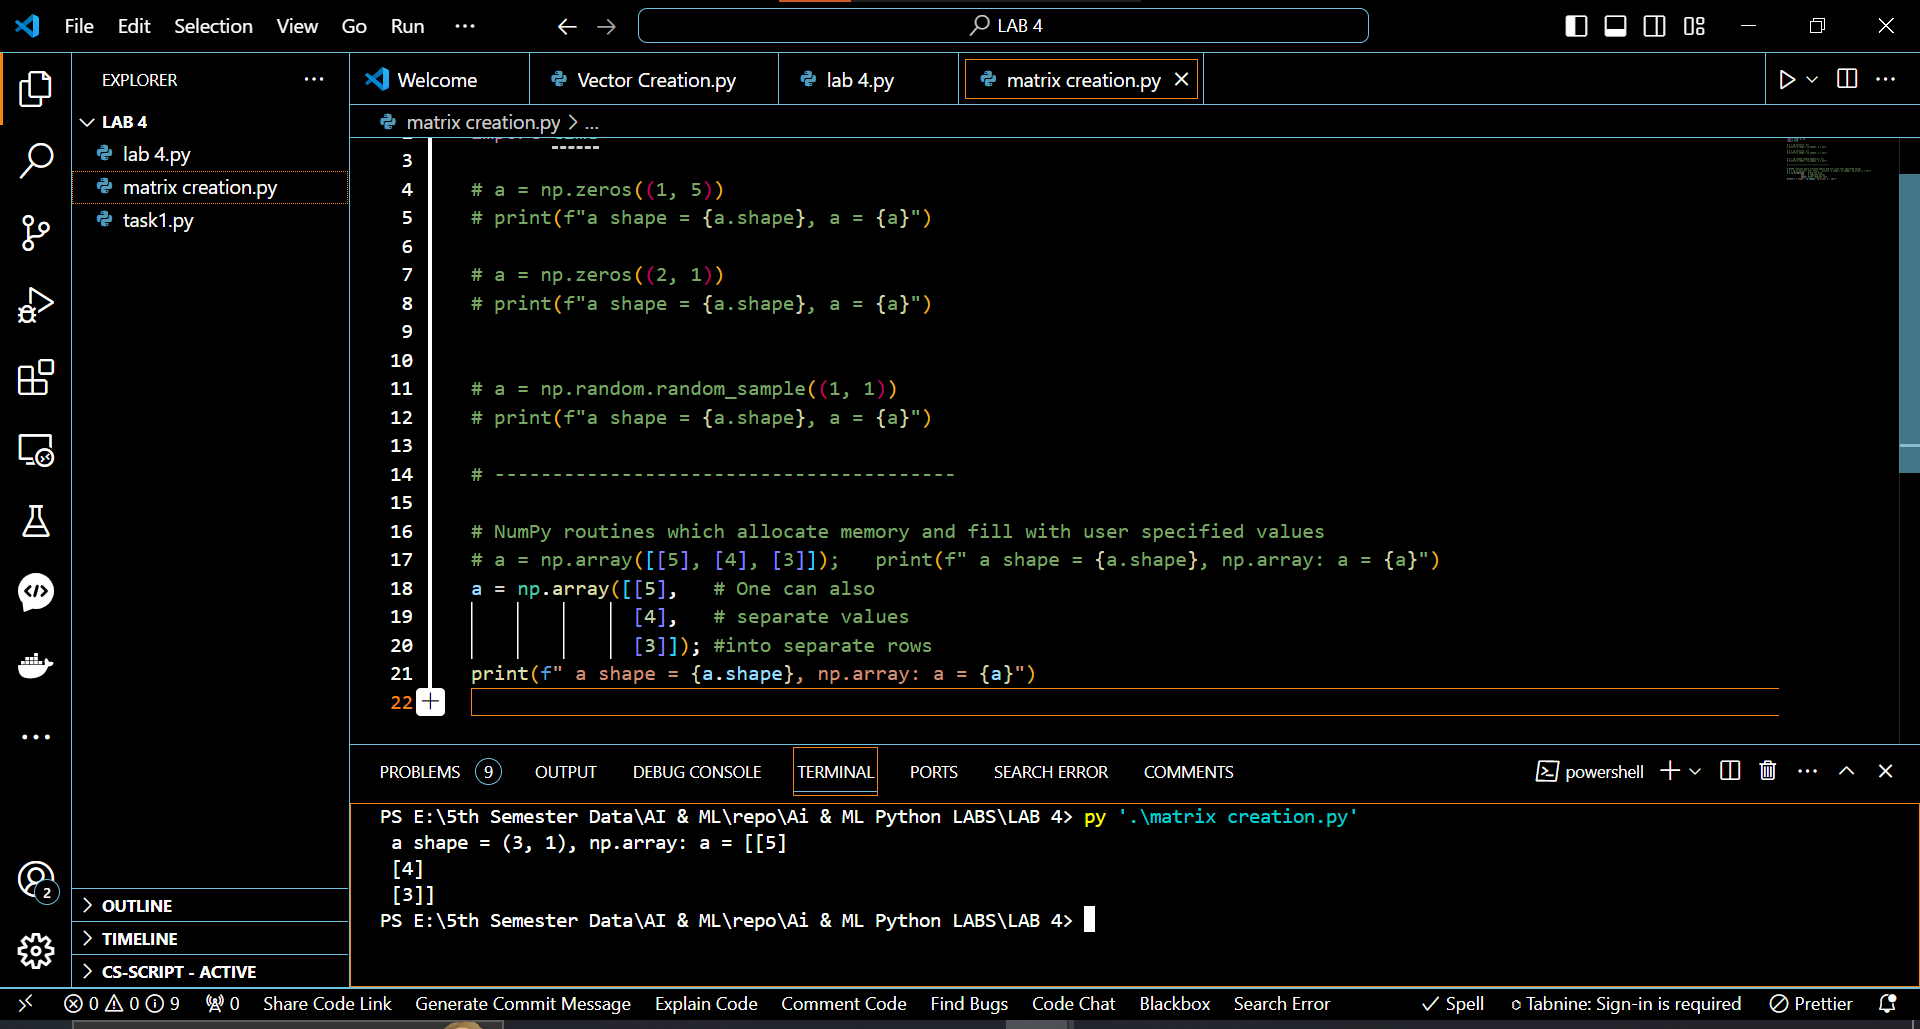 File Edit Selection View Go Run ···
LAB 4
EXPLORER
LAB 4
lab 4.py
matrix creation.py
task1.py
OUTLINE
TIMELINE
CS-SCRIPT - ACTIVE
2
Welcome
Vector Creation.py
lab 4.py
matrix creation.py
matrix creation.py > ...
3
4 # a = np.zeros((1, 5))
5 # print(f"a shape = {a.shape}, a = {a}")
6
7 # a = np.zeros((2, 1))
8 # print(f"a shape = {a.shape}, a = {a}")
9
10
11 # a = np.random.random_sample((1, 1))
12 # print(f"a shape = {a.shape}, a = {a}")
13
14 # ----------------------------------------
15
16 # NumPy routines which allocate memory and fill with user specified values
17 # a = np.array([[5], [4], [3]]);   print(f" a shape = {a.shape}, np.array: a = {a}")
18 a = np.array([[5],   # One can also
19               [4],   # separate values
20               [3]]); #into separate rows
21 print(f" a shape = {a.shape}, np.array: a = {a}")
22
PROBLEMS 9 OUTPUT DEBUG CONSOLE TERMINAL PORTS SEARCH ERROR COMMENTS
powershell
PS E:\5th Semester Data\AI & ML\repo\Ai & ML Python LABS\LAB 4> py '.\matrix creation.py'
a shape = (3, 1), np.array: a = [[5]
[4]
[3]]
PS E:\5th Semester Data\AI & ML\repo\Ai & ML Python LABS\LAB 4>
0 0 9 0 Share Code Link Generate Commit Message Explain Code Comment Code Find Bugs Code Chat Blackbox Search Error Spell Tabnine: Sign-in is required Prettier